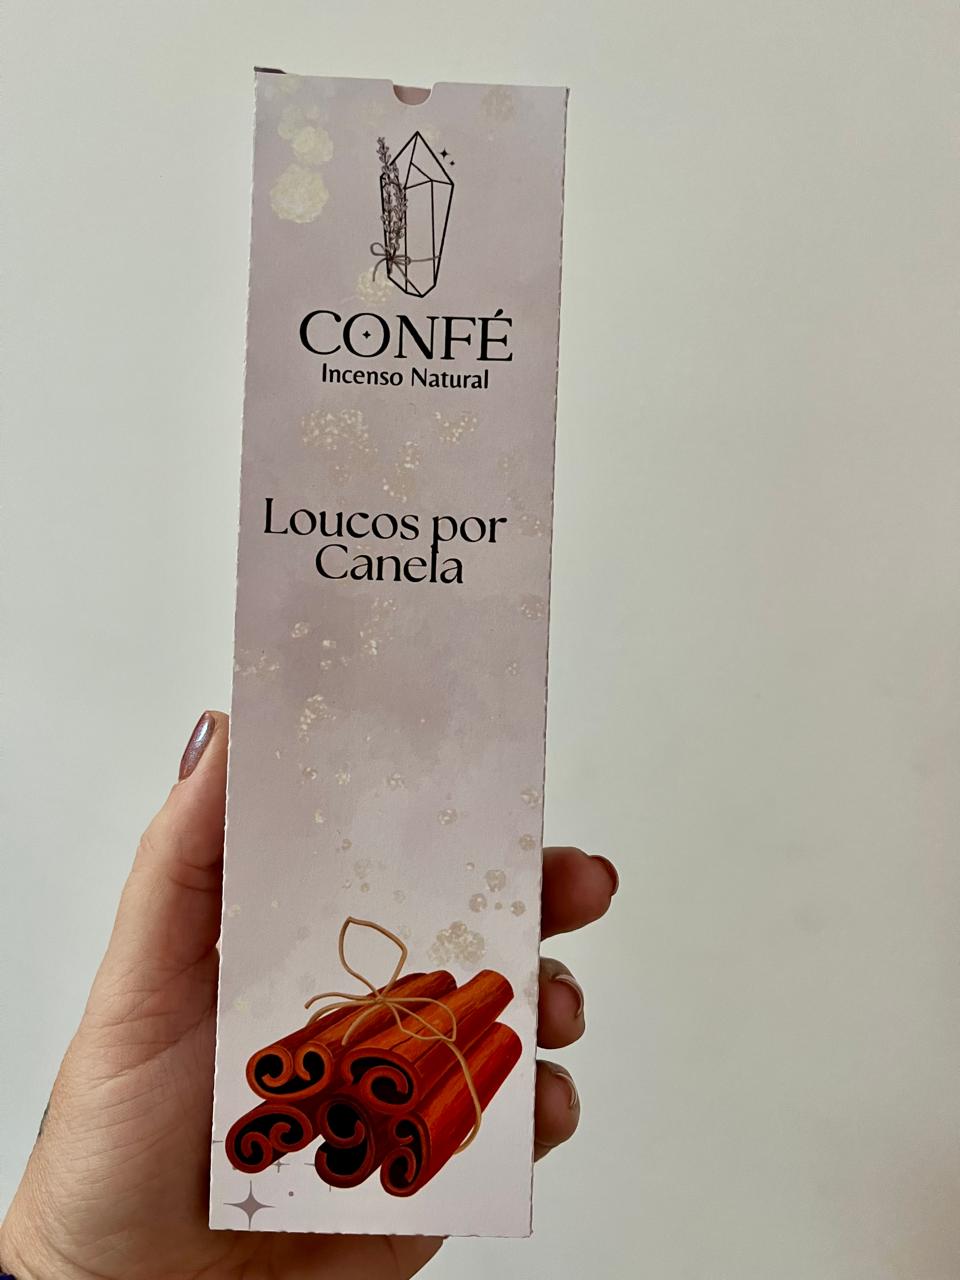 CONFÉ
Incenso Natural
Loucos por
Canela